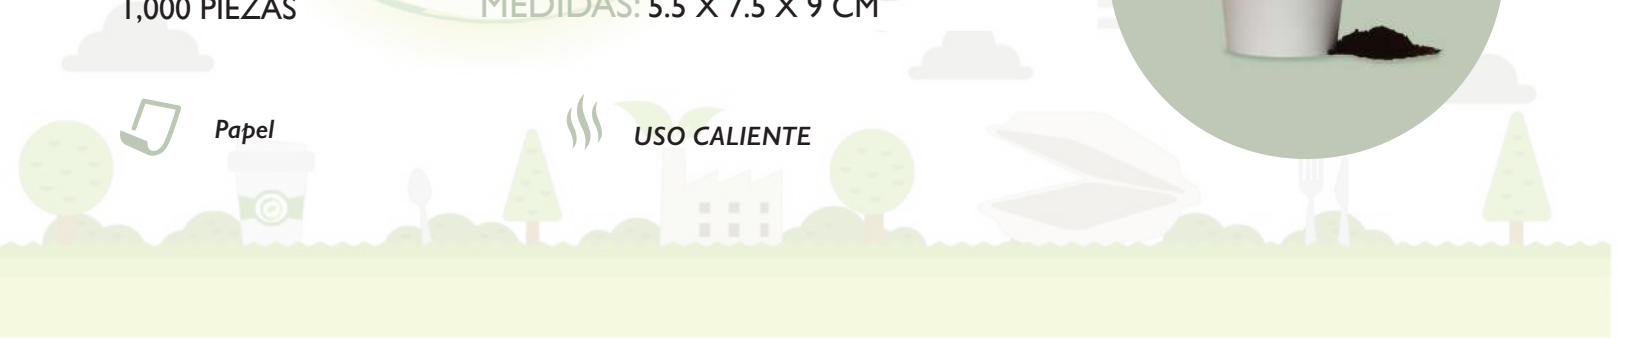 1,000 PIEZAS
MEDIDAS: 5.5 X 7.5 X 9 CM
Papel
USO CALIENTE